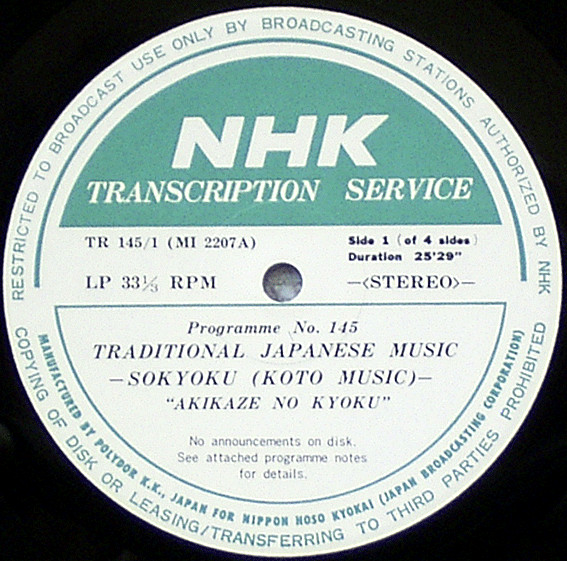 RESTRICTED TO BROADCAST USE ONLY BY BROADCASTING STATIONS AUTHORIZED BY NHK
NHK
TRANSCRIPTION SERVICE
TR 145/1 (MI 2207A)
Side 1 (of 4 sides)
Duration 25'29"
LP 33⅓ RPM
—<STEREO>—
Programme No. 145
TRADITIONAL JAPANESE MUSIC
—SOKYOKU (KOTO MUSIC)—
"AKIKAZE NO KYOKU"
No announcements on disk.
See attached programme notes
for details.
MANUFACTURED BY POLYDOR K.K., JAPAN FOR NIPPON HOSO KYOKAI (JAPAN BROADCASTING CORPORATION)
COPYING OF DISK OR LEASING/TRANSFERRING TO THIRD PARTIES PROHIBITED